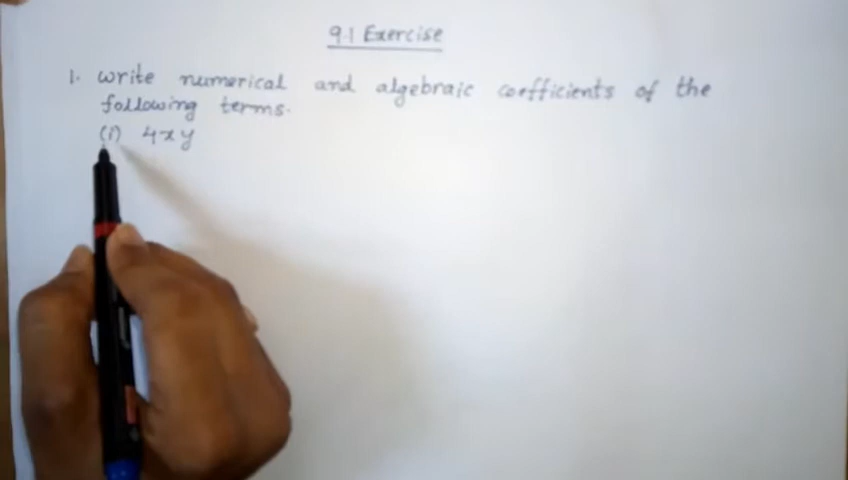 9.1 Exercise
1. write numerical and algebraic coefficients of the
following terms.
(i) 4xy